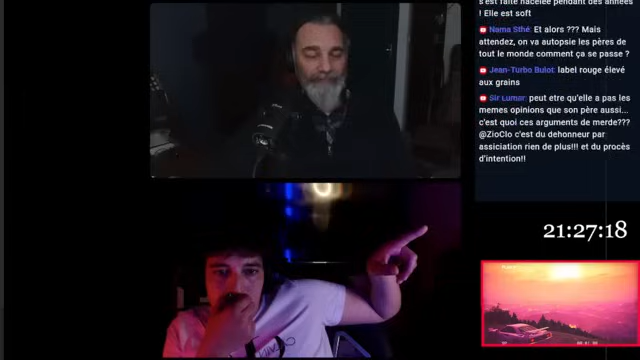 s'est faite harcelée pendant des années
! Elle est soft
Nama Sthé: Et alors ??? Mais
attendez, on va autopsie les pères de
tout le monde comment ça se passe ?
Jean-Turbo Bulot: label rouge élevé
aux grains
Sir Lumar: peut etre qu'elle a pas les
memes opinions que son père aussi...
c'est quoi ces arguments de merde???
@ZioClo c'est du dehonneur par
assiciation rien de plus!!! et du procès
d'intention!!
21:27:18